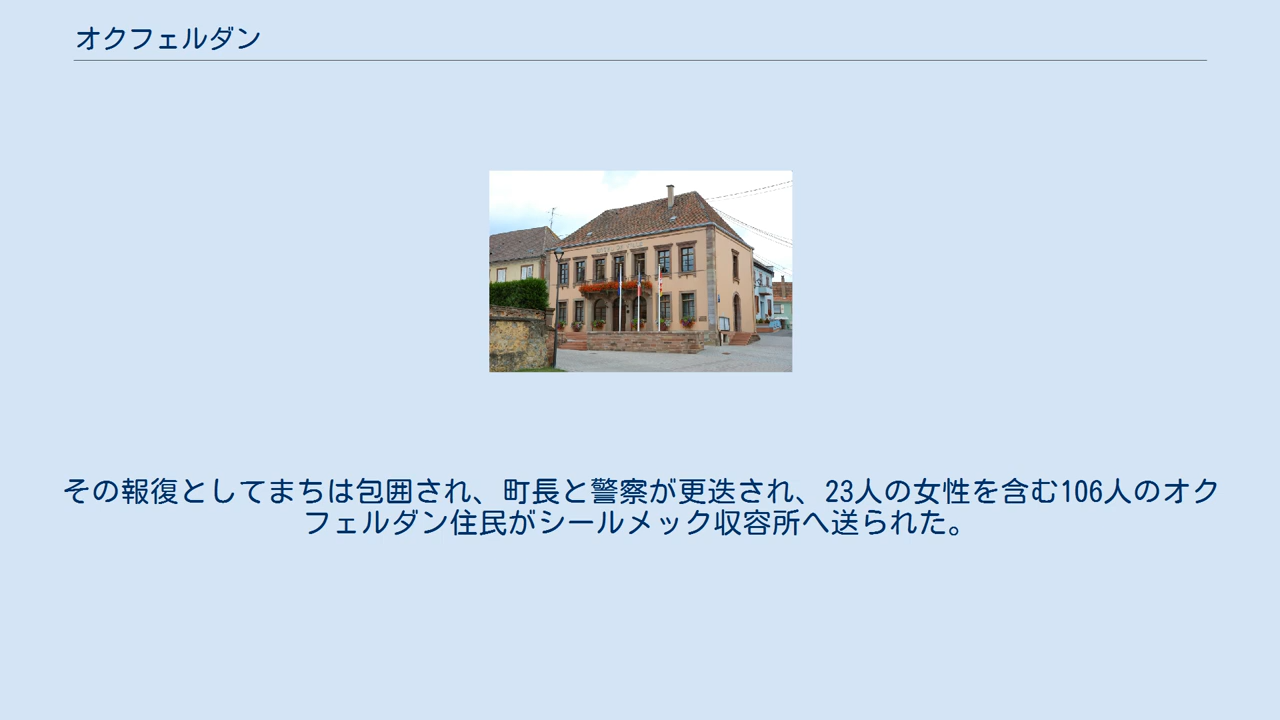 オクフェルダン
その報復としてまちは包囲され、町長と警察が更迭され、23人の女性を含む106人のオク
フェルダン住民がシールメック収容所へ送られた。